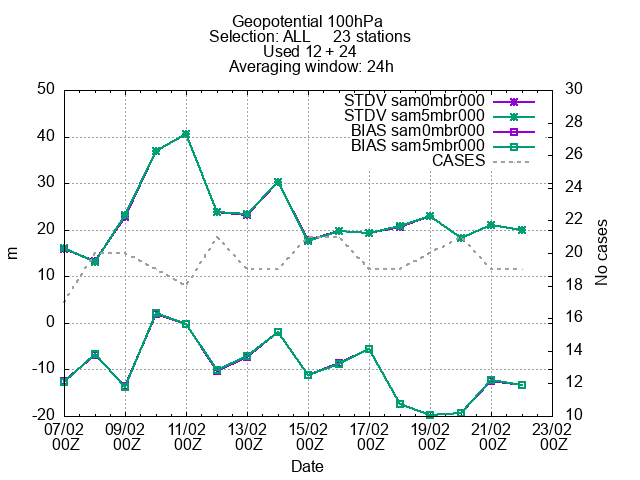 Geopotential 100hPa
Selection: ALL 23 stations
Used 12 + 24
Averaging window: 24h
50
40
30
20
10
0
-10
-20
m
30
28
26
24
22
20
18
16
14
12
10
No cases
STDV sam0mbr000
STDV sam5mbr000
BIAS sam0mbr000
BIAS sam5mbr000
CASES
07/02 09/02 11/02 13/02 15/02 17/02 19/02 21/02 23/02
00Z 00Z 00Z 00Z 00Z 00Z 00Z 00Z 00Z
Date